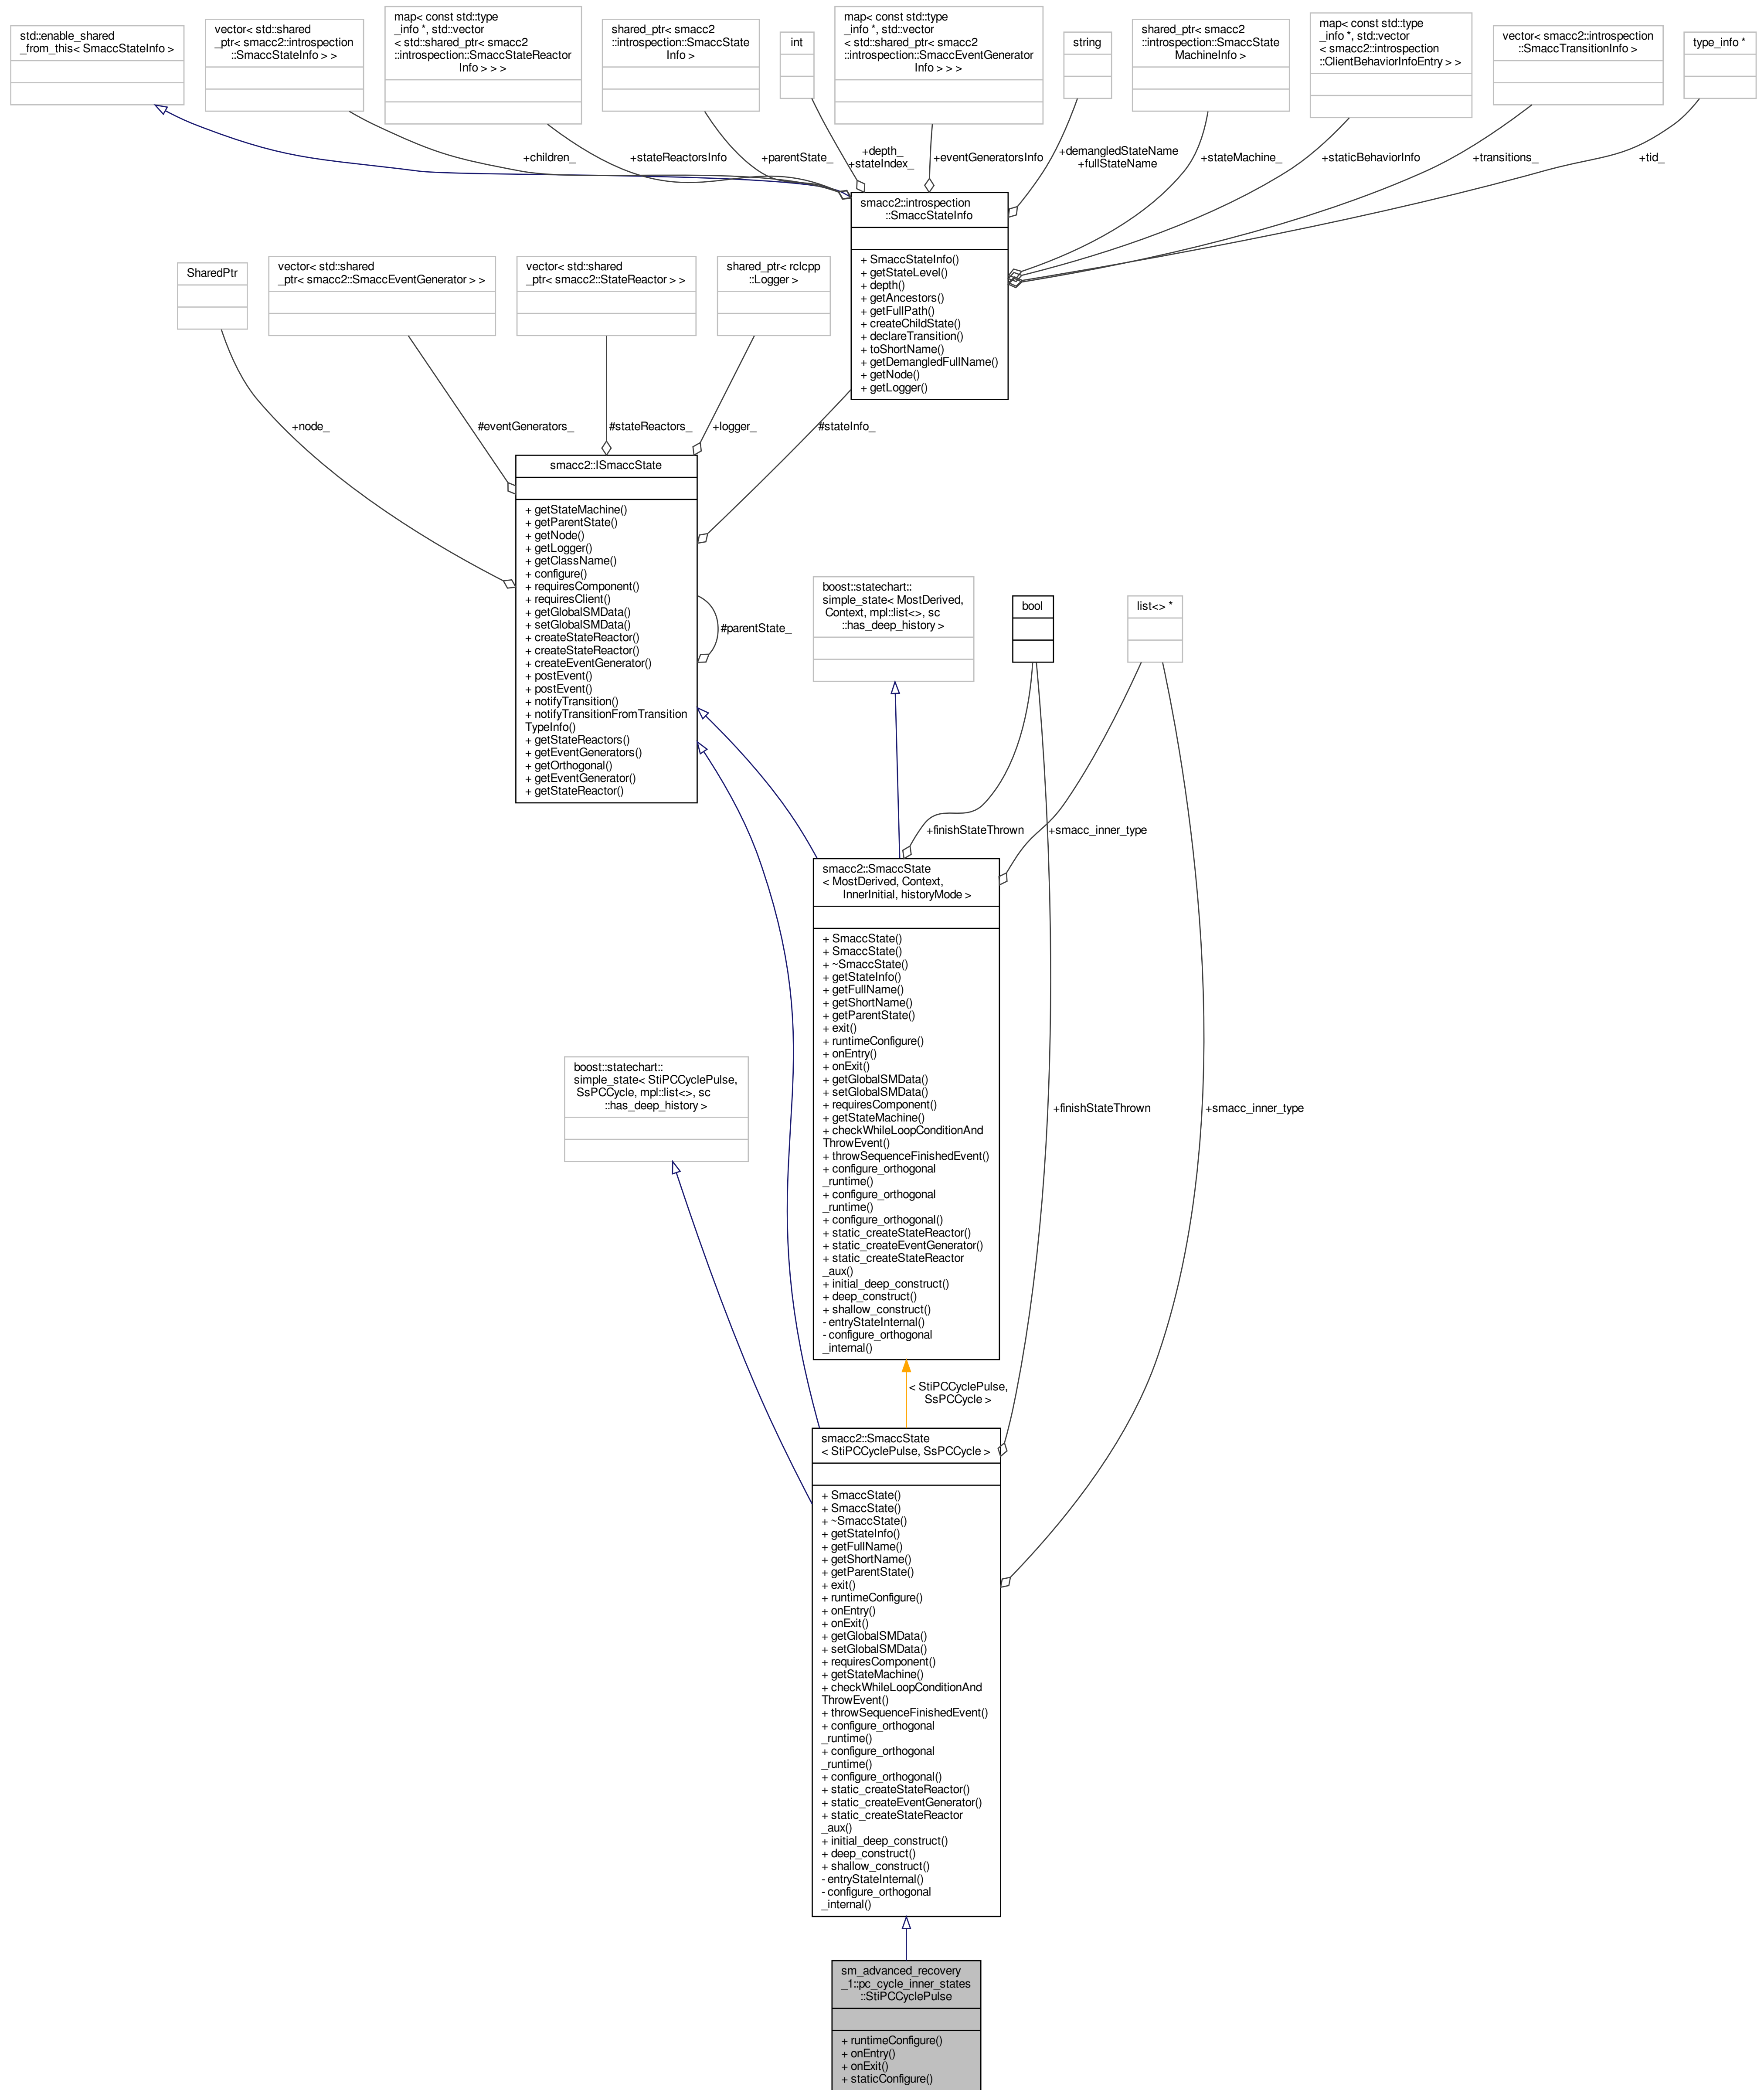 std::enable_shared
_from_this< SmaccStateInfo >
vector< std::shared
_ptr< smacc2::introspection
::SmaccStateInfo > >
map< const std::type
_info *, std::vector
< std::shared_ptr< smacc2
::introspection::SmaccStateReactor
Info > > >
shared_ptr< smacc2
::introspection::SmaccState
Info >
int
map< const std::type
_info *, std::vector
< std::shared_ptr< smacc2
::introspection::SmaccEventGenerator
Info > > >
string
shared_ptr< smacc2
::introspection::SmaccState
MachineInfo >
map< const std::type
_info *, std::vector
< smacc2::introspection
::ClientBehaviorInfoEntry > >
vector< smacc2::introspection
::SmaccTransitionInfo >
type_info *
+children_
+stateReactorsInfo
+parentState_
+depth_
+stateIndex_
+eventGeneratorsInfo
+demangledStateName
+fullStateName
+stateMachine_
+staticBehaviorInfo
+transitions_
+tid_
smacc2::introspection
::SmaccStateInfo
+ SmaccStateInfo()
+ getStateLevel()
+ depth()
+ getAncestors()
+ getFullPath()
+ createChildState()
+ declareTransition()
+ toShortName()
+ getDemangledFullName()
+ getNode()
+ getLogger()
SharedPtr
vector< std::shared
_ptr< smacc2::SmaccEventGenerator > >
vector< std::shared
_ptr< smacc2::StateReactor > >
shared_ptr< rclcpp
::Logger >
+node_
#eventGenerators_
#stateReactors_
+logger_
#stateInfo_
smacc2::ISmaccState
+ getStateMachine()
+ getParentState()
+ getNode()
+ getLogger()
+ getClassName()
+ configure()
+ requiresComponent()
+ requiresClient()
+ getGlobalSMData()
+ setGlobalSMData()
+ createStateReactor()
+ createStateReactor()
+ createEventGenerator()
+ postEvent()
+ postEvent()
+ notifyTransition()
+ notifyTransitionFromTransition
TypeInfo()
+ getStateReactors()
+ getEventGenerators()
+ getOrthogonal()
+ getEventGenerator()
+ getStateReactor()
#parentState_
boost::statechart::
simple_state< MostDerived,
Context, mpl::list<>, sc
::has_deep_history >
bool
list<> *
+finishStateThrown
+smacc_inner_type
smacc2::SmaccState
< MostDerived, Context,
InnerInitial, historyMode >
+ SmaccState()
+ SmaccState()
+ ~SmaccState()
+ getStateInfo()
+ getFullName()
+ getShortName()
+ getParentState()
+ exit()
+ runtimeConfigure()
+ onEntry()
+ onExit()
+ getGlobalSMData()
+ setGlobalSMData()
+ requiresComponent()
+ getStateMachine()
+ checkWhileLoopConditionAnd
ThrowEvent()
+ throwSequenceFinishedEvent()
+ configure_orthogonal
_runtime()
+ configure_orthogonal
_runtime()
+ configure_orthogonal()
+ static_createStateReactor()
+ static_createEventGenerator()
+ static_createStateReactor
_aux()
+ initial_deep_construct()
+ deep_construct()
+ shallow_construct()
- entryStateInternal()
- configure_orthogonal
_internal()
boost::statechart::
simple_state< StiPCCyclePulse,
SsPCCycle, mpl::list<>, sc
::has_deep_history >
+finishStateThrown
+smacc_inner_type
< StiPCCyclePulse,
SsPCCycle >
smacc2::SmaccState
< StiPCCyclePulse, SsPCCycle >
+ SmaccState()
+ SmaccState()
+ ~SmaccState()
+ getStateInfo()
+ getFullName()
+ getShortName()
+ getParentState()
+ exit()
+ runtimeConfigure()
+ onEntry()
+ onExit()
+ getGlobalSMData()
+ setGlobalSMData()
+ requiresComponent()
+ getStateMachine()
+ checkWhileLoopConditionAnd
ThrowEvent()
+ throwSequenceFinishedEvent()
+ configure_orthogonal
_runtime()
+ configure_orthogonal
_runtime()
+ configure_orthogonal()
+ static_createStateReactor()
+ static_createEventGenerator()
+ static_createStateReactor
_aux()
+ initial_deep_construct()
+ deep_construct()
+ shallow_construct()
- entryStateInternal()
- configure_orthogonal
_internal()
sm_advanced_recovery
_1::pc_cycle_inner_states
::StiPCCyclePulse
+ runtimeConfigure()
+ onEntry()
+ onExit()
+ staticConfigure()